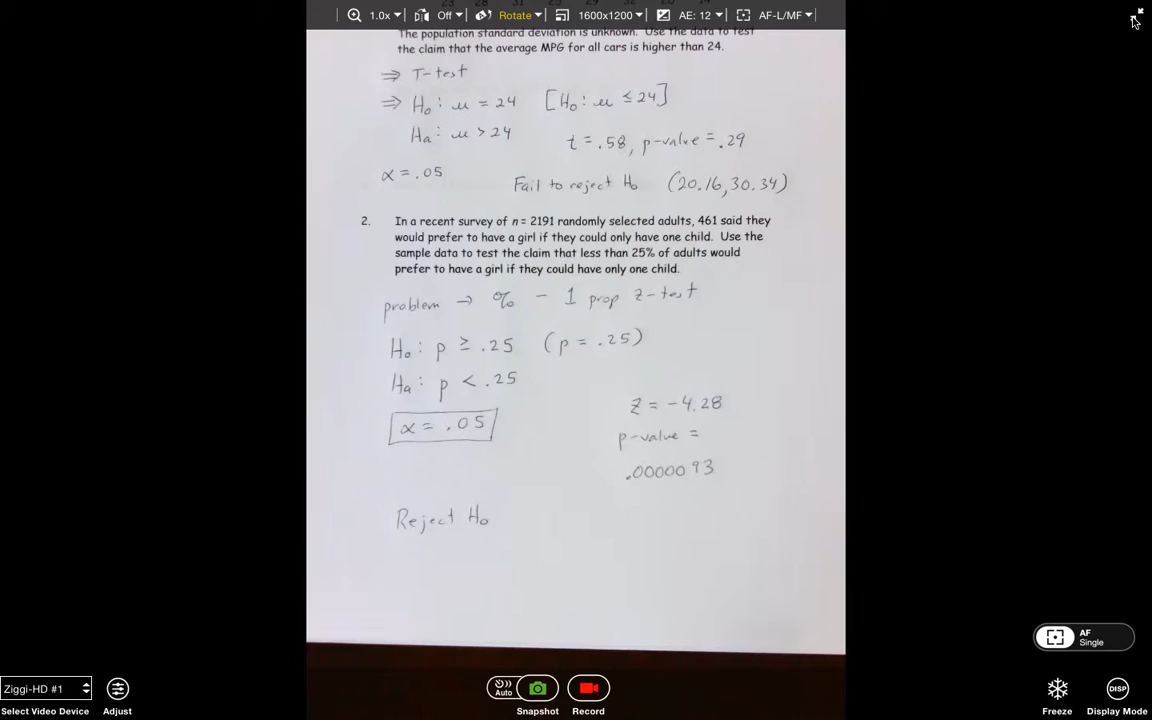 1.0x Off Rotate 1600x1200 AE: 12 AF-L/MF
The population standard deviation is unknown. Use the data to test
the claim that the average MPG for all cars is higher than 24.
⇒ T-test
⇒ H₀: μ = 24 [H₀: μ ≤ 24]
Ha: μ > 24
t = .58, p-value = .29
α = .05
Fail to reject H₀ (20.16, 30.34)
2. In a recent survey of n = 2191 randomly selected adults, 461 said they
would prefer to have a girl if they could only have one child. Use the
sample data to test the claim that less than 25% of adults would
prefer to have a girl if they could have only one child.
problem → % - 1 prop z-test
H₀: p ≥ .25 (p = .25)
Ha: p < .25
α = .05
z = -4.28
p-value =
.0000093
Reject H₀
AF
Single
Ziggi-HD #1
Auto
Select Video Device Adjust Snapshot Record Freeze Display Mode
DISP